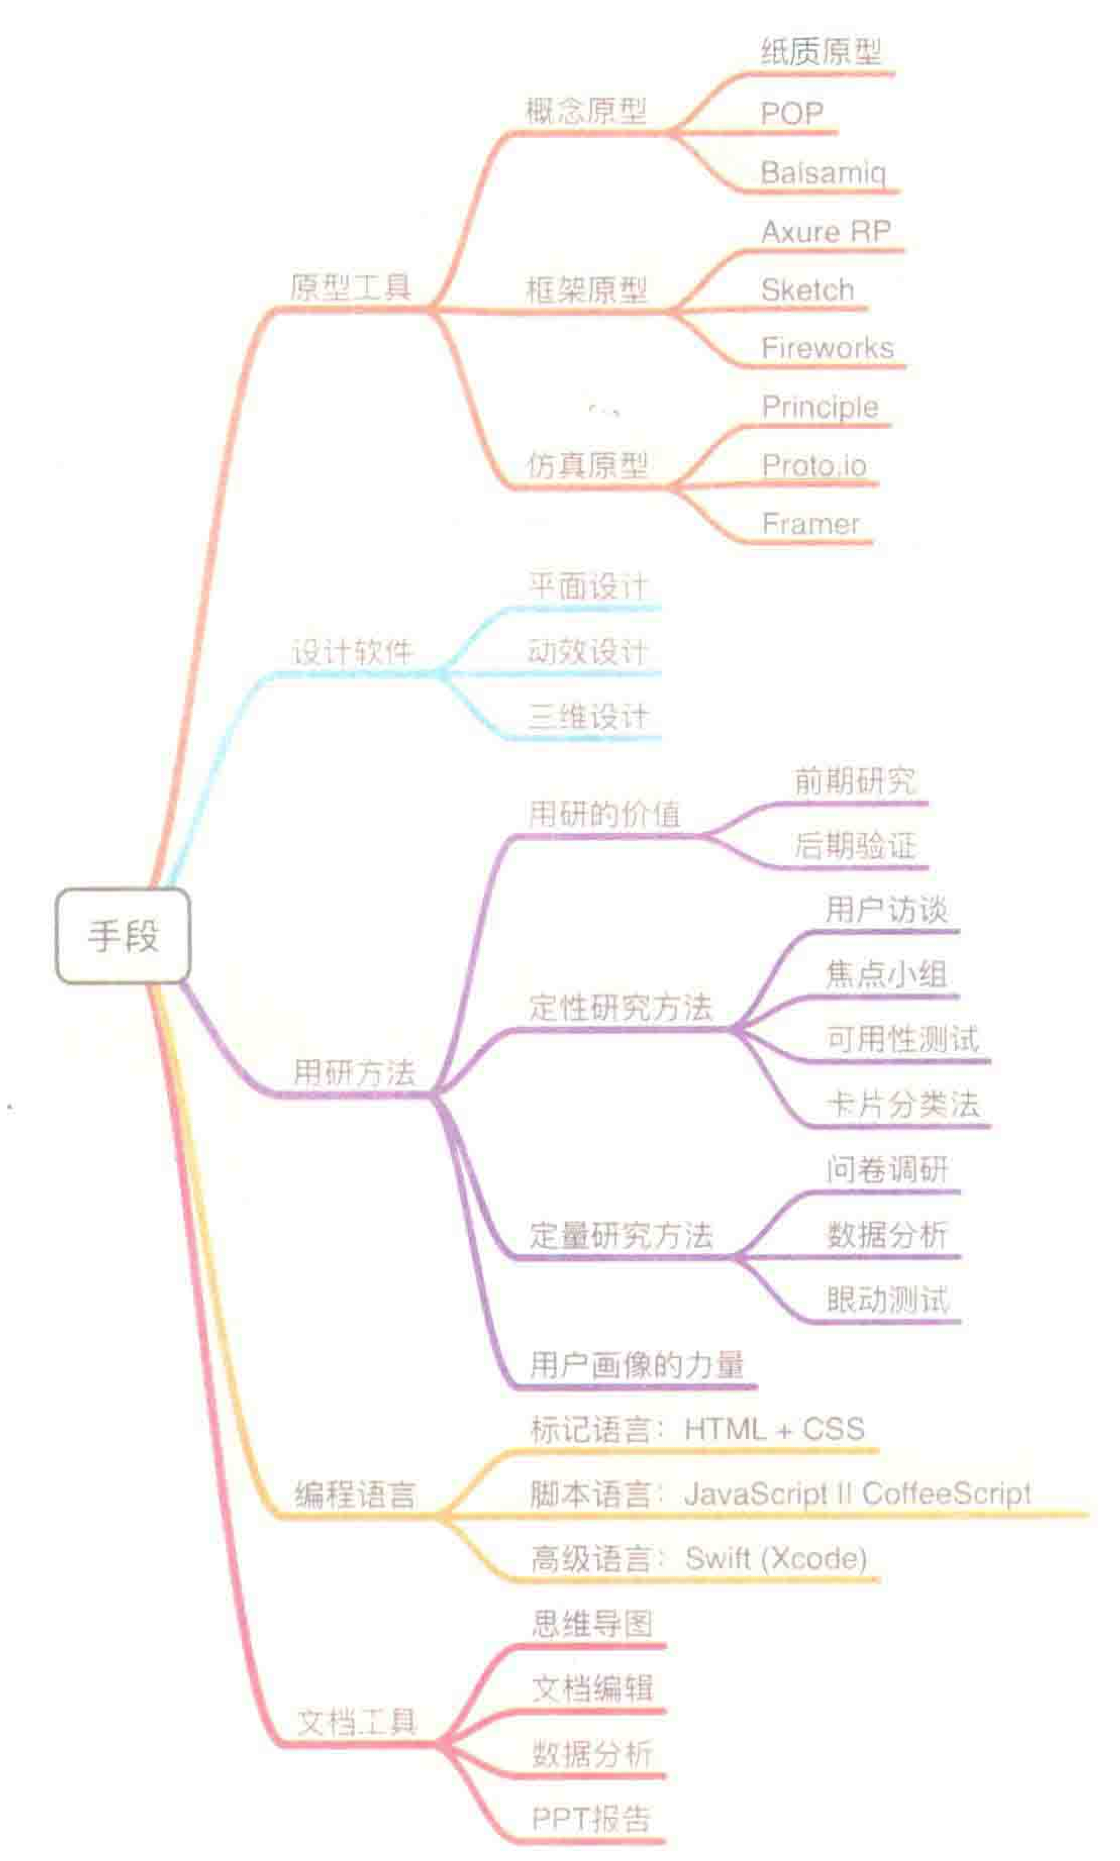 手段
原型工具
概念原型
纸质原型
POP
Balsamiq
框架原型
Axure RP
Sketch
Fireworks
仿真原型
Principle
Proto.io
Framer
设计软件
平面设计
动效设计
三维设计
用研方法
用研的价值
前期研究
后期验证
定性研究方法
用户访谈
焦点小组
可用性测试
卡片分类法
定量研究方法
问卷调研
数据分析
眼动测试
用户画像的力量
编程语言
标记语言：HTML + CSS
脚本语言：JavaScript II CoffeeScript
高级语言：Swift (Xcode)
文档工具
思维导图
文档编辑
数据分析
PPT报告